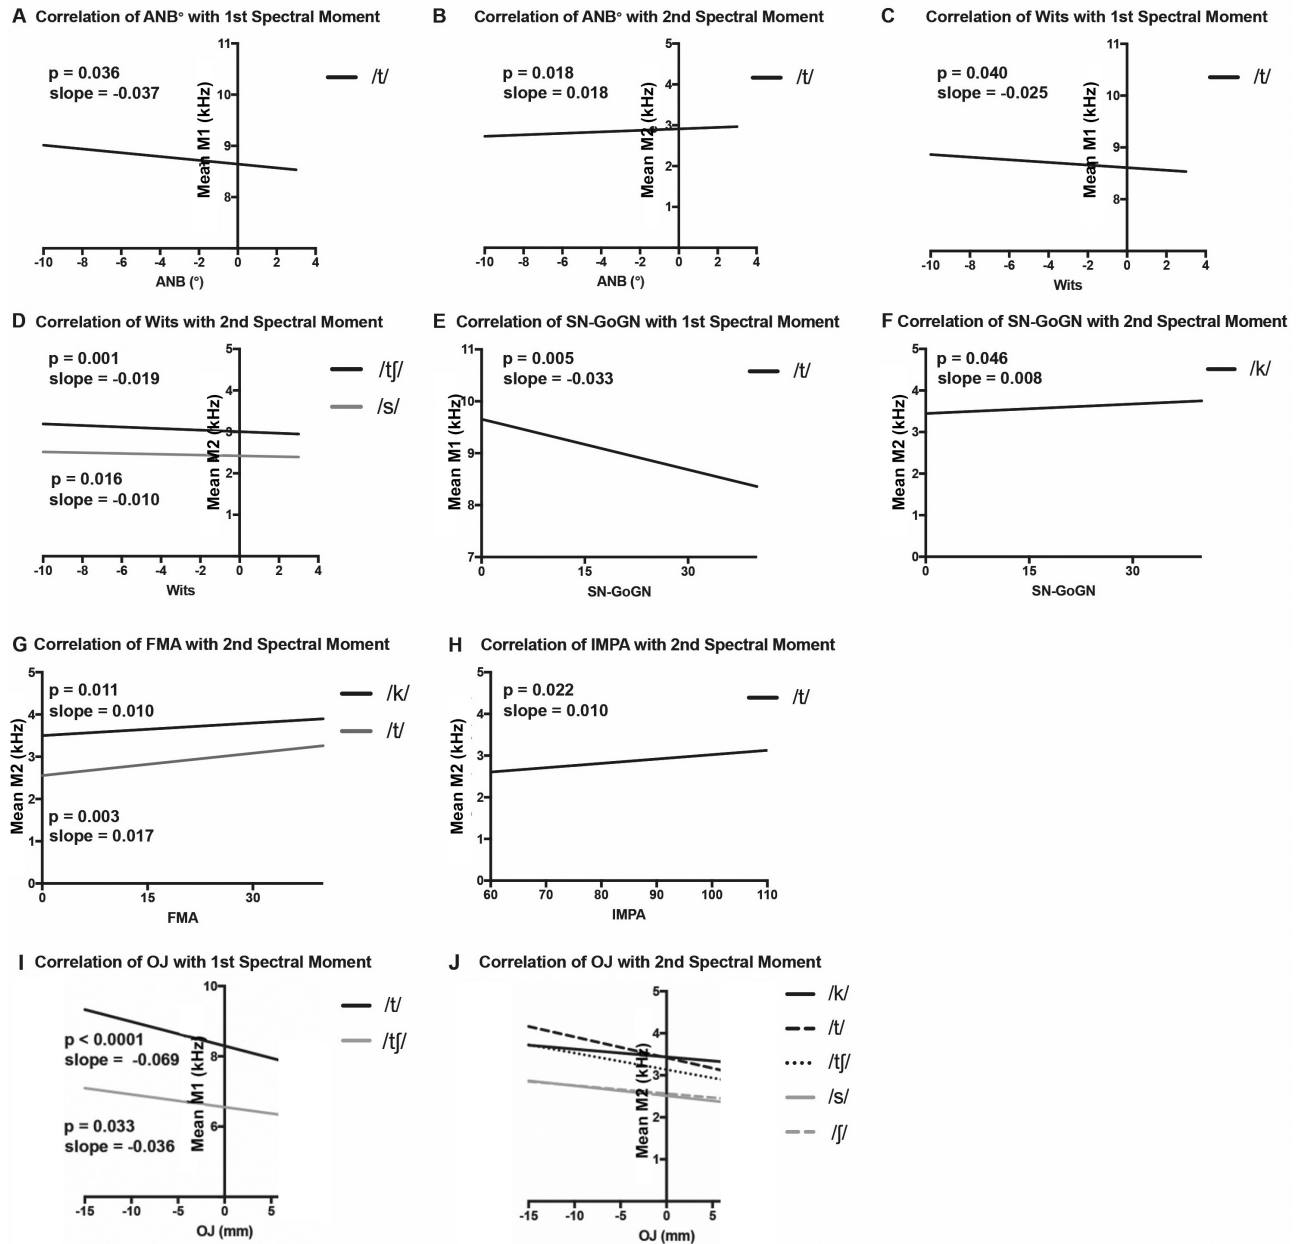 A Correlation of ANB° with 1st Spectral Moment
p = 0.036
slope = -0.037
/t/
Mean M1 (kHz)
11
10
9
8
-10 -8 -6 -4 -2 0 2 4
ANB (°)
B Correlation of ANB° with 2nd Spectral Moment
p = 0.018
slope = 0.018
/t/
Mean M2 (kHz)
5
4
3
2
1
-10 -8 -6 -4 -2 0 2 4
ANB (°)
C Correlation of Wits with 1st Spectral Moment
p = 0.040
slope = -0.025
/t/
Mean M1 (kHz)
11
10
9
8
-10 -8 -6 -4 -2 0 2 4
Wits
D Correlation of Wits with 2nd Spectral Moment
p = 0.001
slope = -0.019
/tʃ/
/s/
p = 0.016
slope = -0.010
Mean M2 (kHz)
5
4
3
2
1
-10 -8 -6 -4 -2 0 2 4
Wits
E Correlation of SN-GoGN with 1st Spectral Moment
p = 0.005
slope = -0.033
/t/
Mean M1 (kHz)
11
10
9
8
7
0 15 30
SN-GoGN
F Correlation of SN-GoGN with 2nd Spectral Moment
p = 0.046
slope = 0.008
/k/
Mean M2 (kHz)
5
4
3
2
1
0
0 15 30
SN-GoGN
G Correlation of FMA with 2nd Spectral Moment
p = 0.011
slope = 0.010
/k/
/t/
p = 0.003
slope = 0.017
Mean M2 (kHz)
5
4
3
2
1
0
0 15 30
FMA
H Correlation of IMPA with 2nd Spectral Moment
p = 0.022
slope = 0.010
/t/
Mean M2 (kHz)
5
4
3
2
1
0
60 70 80 90 100 110
IMPA
I Correlation of OJ with 1st Spectral Moment
/t/
/tʃ/
p < 0.0001
slope = -0.069
p = 0.033
slope = -0.036
Mean M1 (kHz)
10
8
6
-15 -10 -5 0 5
OJ (mm)
J Correlation of OJ with 2nd Spectral Moment
/k/
/t/
/tʃ/
/s/
/ʃ/
Mean M2 (kHz)
5
4
3
2
1
-15 -10 -5 0 5
OJ (mm)